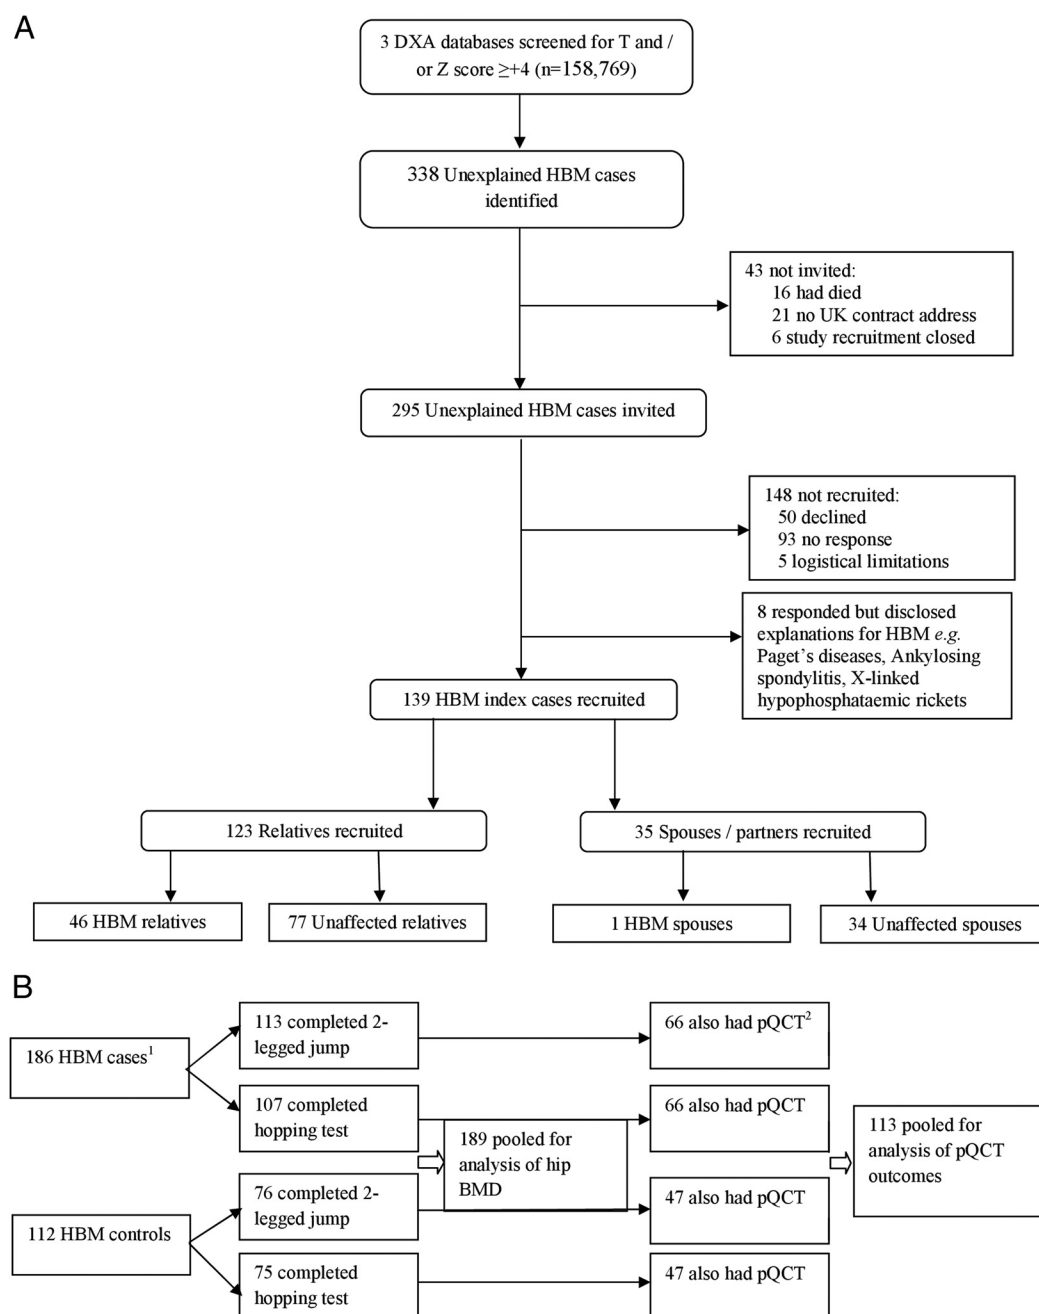 A
3 DXA databases screened for T and /
or Z score ≥+4 (n=158,769)
338 Unexplained HBM cases
identified
43 not invited:
16 had died
21 no UK contract address
6 study recruitment closed
295 Unexplained HBM cases invited
148 not recruited:
50 declined
93 no response
5 logistical limitations
8 responded but disclosed
explanations for HBM e.g.
Paget's diseases, Ankylosing
spondylitis, X-linked
hypophosphataemic rickets
139 HBM index cases recruited
123 Relatives recruited
35 Spouses / partners recruited
46 HBM relatives
77 Unaffected relatives
1 HBM spouses
34 Unaffected spouses
B
186 HBM cases¹
113 completed 2-
legged jump
66 also had pQCT²
107 completed
hopping test
66 also had pQCT
189 pooled for
analysis of hip
BMD
113 pooled for
analysis of pQCT
outcomes
112 HBM controls
76 completed 2-
legged jump
47 also had pQCT
75 completed
hopping test
47 also had pQCT